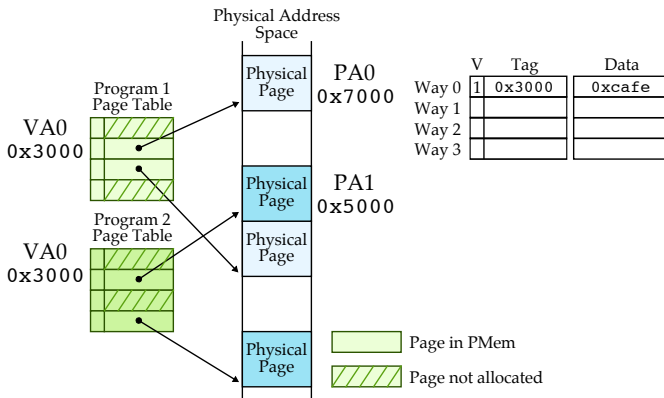 Physical Address
Space
Program 1
Page Table
VA0
0x3000
Physical
Page
PA0
0x7000
Physical
Page
PA1
0x5000
Physical
Page
Program 2
Page Table
VA0
0x3000
Physical
Page
V Tag Data
Way 0 1 0x3000 0xcafe
Way 1
Way 2
Way 3
Page in PMem
Page not allocated